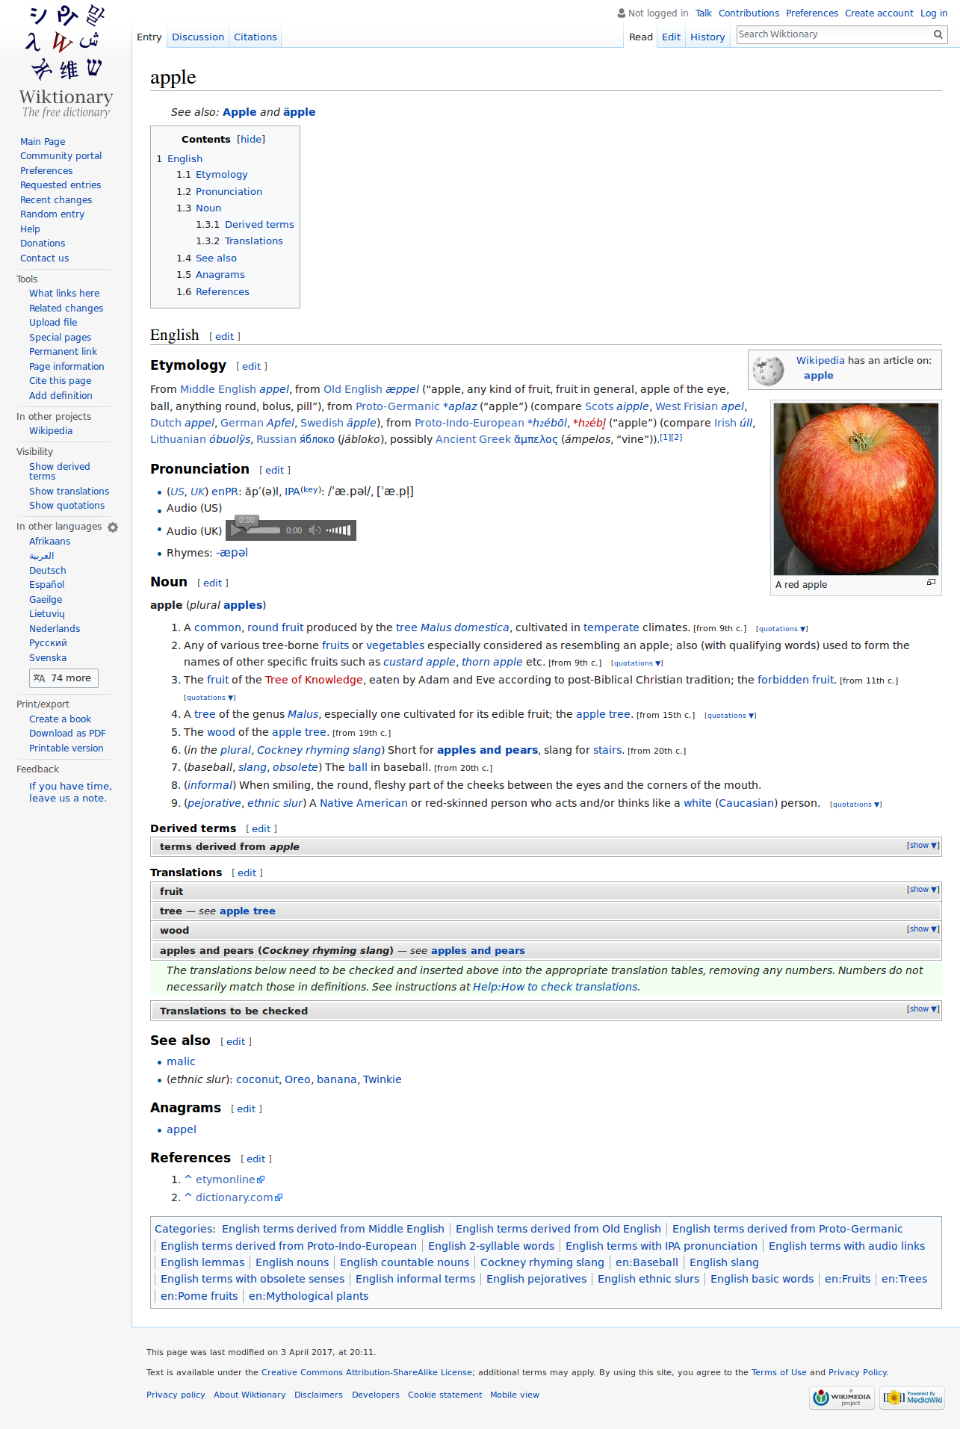 Not logged in Talk Contributions Preferences Create account Log in
Entry Discussion Citations Read Edit History Search Wiktionary
Wiktionary
The free dictionary
Main Page
Community portal
Preferences
Requested entries
Recent changes
Random entry
Help
Donations
Contact us
Tools
What links here
Related changes
Upload file
Special pages
Permanent link
Page information
Cite this page
Add definition
In other projects
Wikipedia
Visibility
Show derived
terms
Show translations
Show quotations
In other languages
Afrikaans
العربية
Deutsch
Español
Gaeilge
Lietuvių
Nederlands
Русский
Svenska
74 more
Print/export
Create a book
Download as PDF
Printable version
Feedback
If you have time,
leave us a note.
apple
See also: Apple and äpple
Contents [hide]
1 English
1.1 Etymology
1.2 Pronunciation
1.3 Noun
1.3.1 Derived terms
1.3.2 Translations
1.4 See also
1.5 Anagrams
1.6 References
English [ edit ]
Wikipedia has an article on:
apple
Etymology [ edit ]
From Middle English appel, from Old English æppel (“apple, any kind of fruit, fruit in general, apple of the eye,
ball, anything round, bolus, pill”), from Proto-Germanic *aplaz (“apple”) (compare Scots aipple, West Frisian apel,
Dutch appel, German Apfel, Swedish äpple), from Proto-Indo-European *h₂ébōl, *h₂ébl̥ (“apple”) (compare Irish úll,
Lithuanian óbuolỹs, Russian я́блоко (jábloko), possibly Ancient Greek ἄμπελος (ámpelos, “vine”)).[1][2]
A red apple
Pronunciation [ edit ]
(US, UK) enPR: ăp′(ə)l, IPA(key): /ˈæ.pəl/, [ˈæ.pl̩]
Audio (US)
Audio (UK) 0:00 0:00
Rhymes: -æpəl
Noun [ edit ]
apple (plural apples)
1. A common, round fruit produced by the tree Malus domestica, cultivated in temperate climates. [from 9th c.] [quotations ▼]
2. Any of various tree-borne fruits or vegetables especially considered as resembling an apple; also (with qualifying words) used to form the
names of other specific fruits such as custard apple, thorn apple etc. [from 9th c.] [quotations ▼]
3. The fruit of the Tree of Knowledge, eaten by Adam and Eve according to post-Biblical Christian tradition; the forbidden fruit. [from 11th c.]
[quotations ▼]
4. A tree of the genus Malus, especially one cultivated for its edible fruit; the apple tree. [from 15th c.] [quotations ▼]
5. The wood of the apple tree. [from 19th c.]
6. (in the plural, Cockney rhyming slang) Short for apples and pears, slang for stairs. [from 20th c.]
7. (baseball, slang, obsolete) The ball in baseball. [from 20th c.]
8. (informal) When smiling, the round, fleshy part of the cheeks between the eyes and the corners of the mouth.
9. (pejorative, ethnic slur) A Native American or red-skinned person who acts and/or thinks like a white (Caucasian) person. [quotations ▼]
Derived terms [ edit ]
terms derived from apple [show ▼]
Translations [ edit ]
fruit [show ▼]
tree — see apple tree
wood [show ▼]
apples and pears (Cockney rhyming slang) — see apples and pears
The translations below need to be checked and inserted above into the appropriate translation tables, removing any numbers. Numbers do not
necessarily match those in definitions. See instructions at Help:How to check translations.
Translations to be checked [show ▼]
See also [ edit ]
malic
(ethnic slur): coconut, Oreo, banana, Twinkie
Anagrams [ edit ]
appel
References [ edit ]
1. ^ etymonline
2. ^ dictionary.com
Categories: English terms derived from Middle English | English terms derived from Old English | English terms derived from Proto-Germanic
| English terms derived from Proto-Indo-European | English 2-syllable words | English terms with IPA pronunciation | English terms with audio links
| English lemmas | English nouns | English countable nouns | Cockney rhyming slang | en:Baseball | English slang
| English terms with obsolete senses | English informal terms | English pejoratives | English ethnic slurs | English basic words | en:Fruits | en:Trees
| en:Pome fruits | en:Mythological plants
This page was last modified on 3 April 2017, at 20:11.
Text is available under the Creative Commons Attribution-ShareAlike License; additional terms may apply. By using this site, you agree to the Terms of Use and Privacy Policy.
Privacy policy About Wiktionary Disclaimers Developers Cookie statement Mobile view
WIKIMEDIA project
Powered By MediaWiki